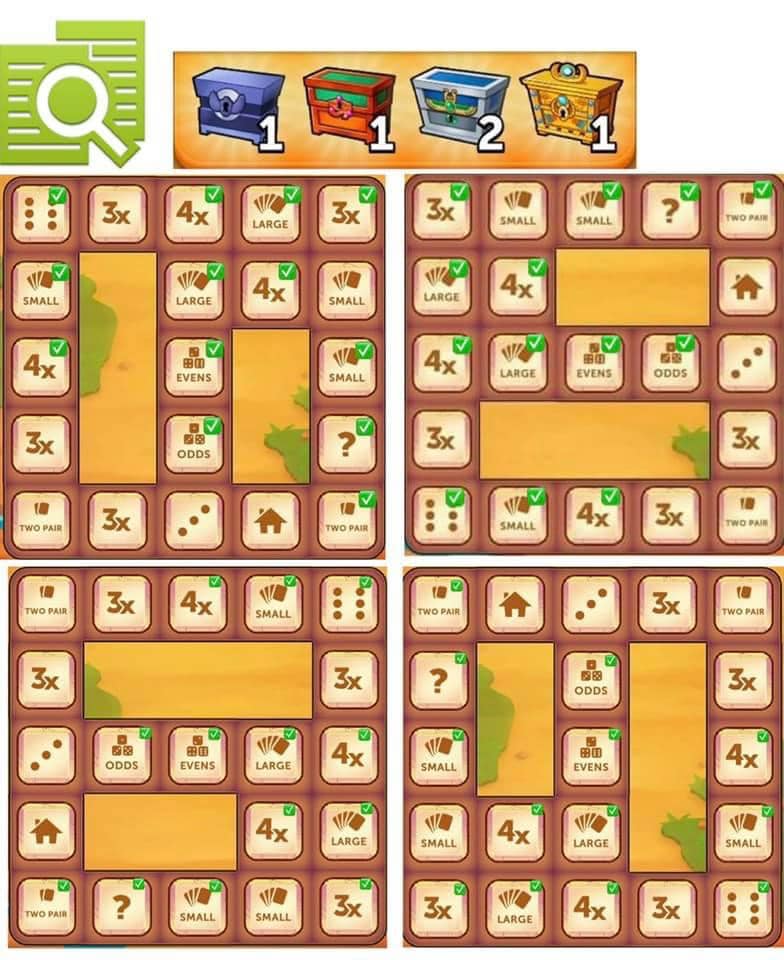 1 1 2 1
3x 4x LARGE 3x
SMALL LARGE 4x SMALL
4x EVENS SMALL
3x ODDS ?
TWO PAIR 3x TWO PAIR
3x SMALL SMALL ? TWO PAIR
LARGE 4x
4x LARGE EVENS ODDS
3x 3x
SMALL 4x 3x TWO PAIR
TWO PAIR 3x 4x SMALL
3x 3x
ODDS EVENS LARGE 4x
4x LARGE
TWO PAIR ? SMALL SMALL 3x
TWO PAIR 3x TWO PAIR
? ODDS 3x
SMALL EVENS 4x
SMALL 4x LARGE SMALL
3x LARGE 4x 3x